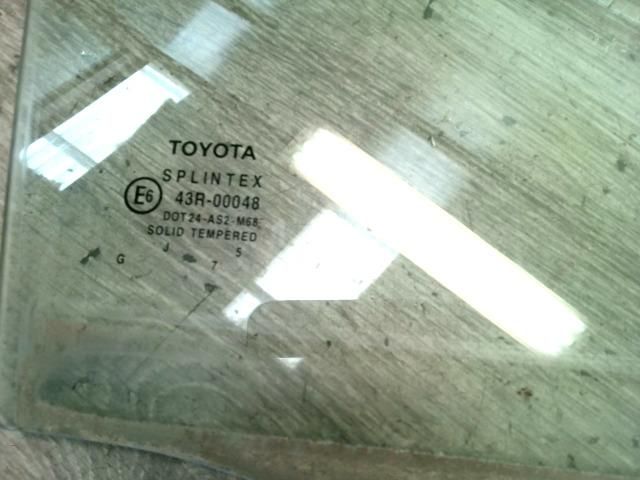 TOYOTA
SPLINTEX
E6 43R-00048
DOT24-AS2-M68
SOLID TEMPERED
J 5
G 7